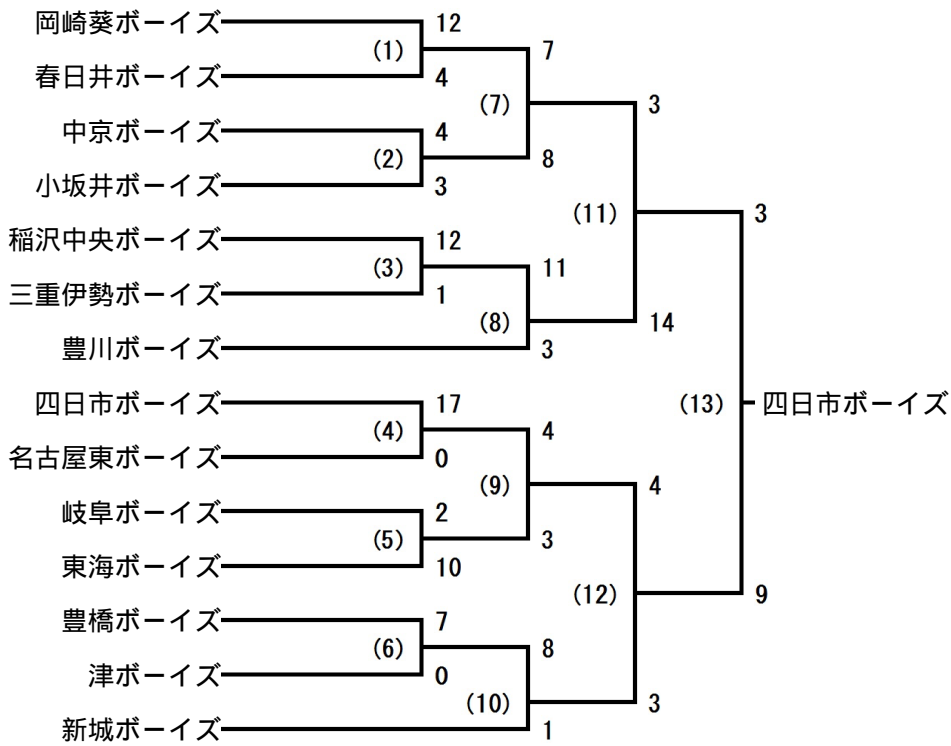 岡崎葵ボーイズ 12
(1) 7
春日井ボーイズ 4
(7) 3
中京ボーイズ 4
(2) 8
小坂井ボーイズ 3
(11) 3
稲沢中央ボーイズ 12
(3) 11
三重伊勢ボーイズ 1
(8) 14
豊川ボーイズ 3
四日市ボーイズ 17
(13) 四日市ボーイズ
(4) 4
名古屋東ボーイズ 0
(9) 4
岐阜ボーイズ 2
(5) 3
東海ボーイズ 10
(12) 9
豊橋ボーイズ 7
(6) 8
津ボーイズ 0
(10) 3
新城ボーイズ 1